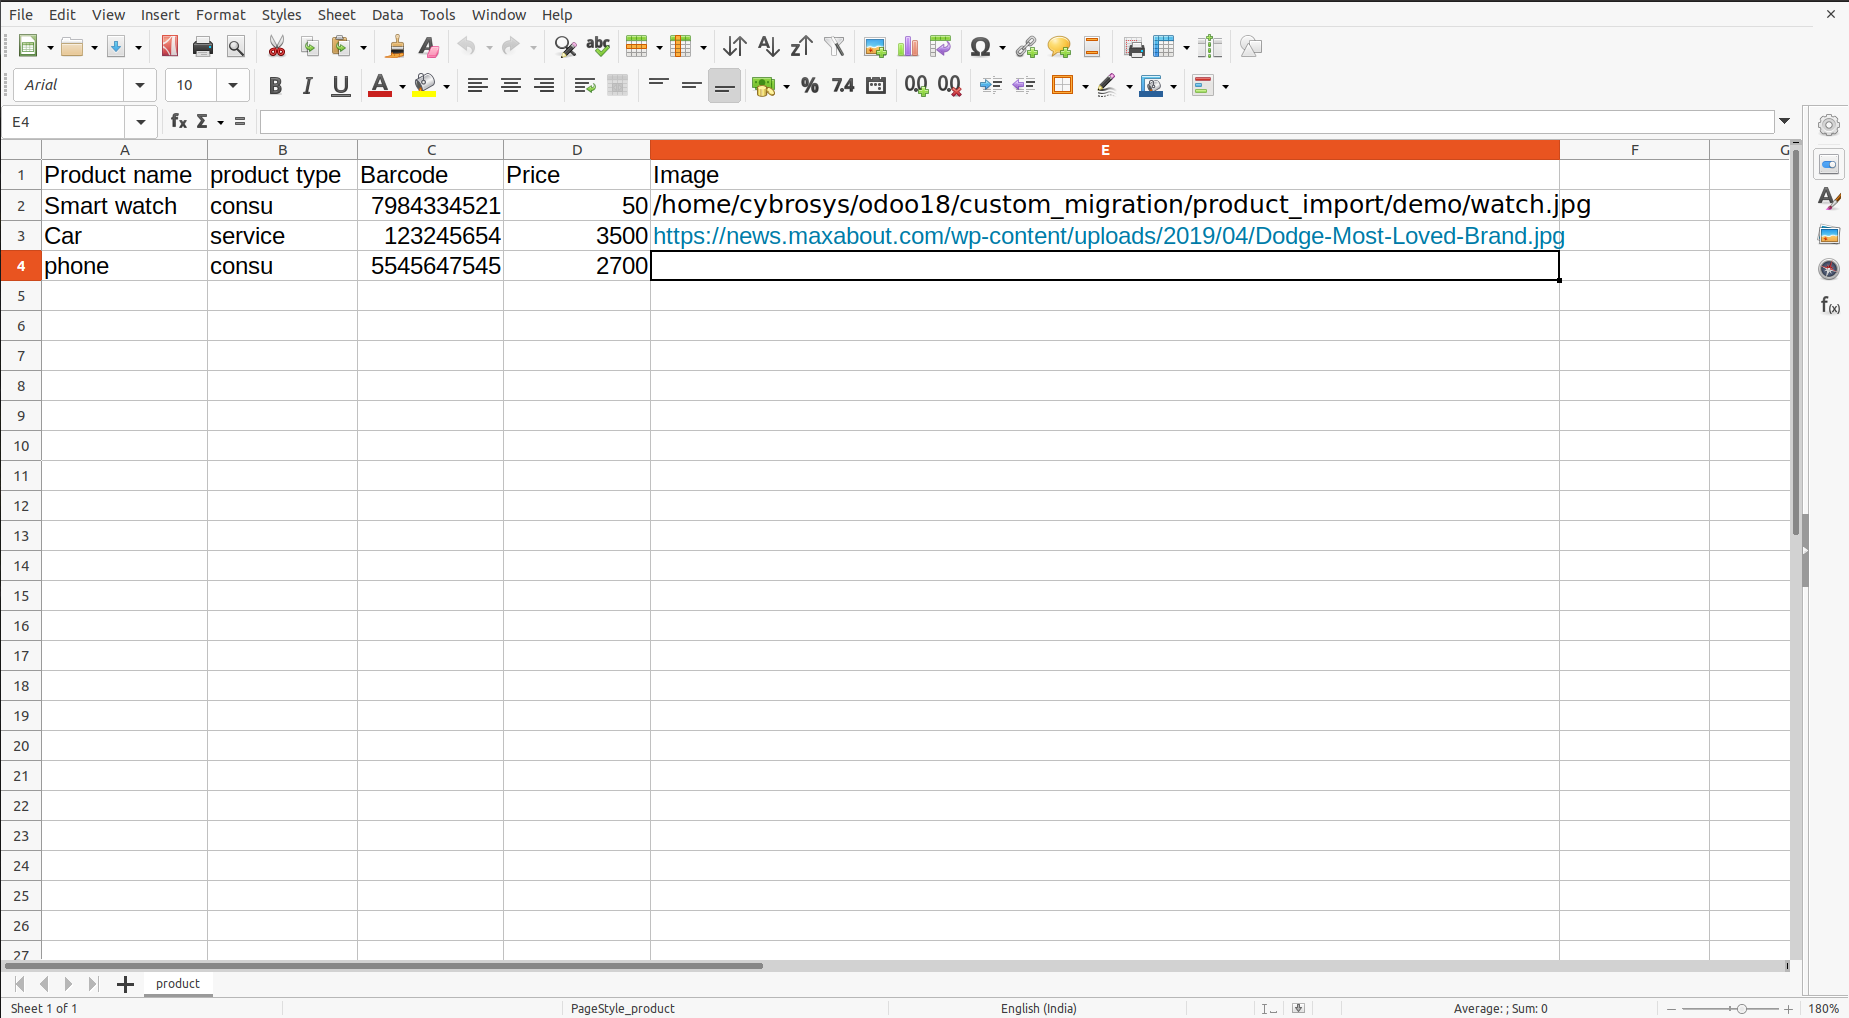 File Edit View Insert Format Styles Sheet Data Tools Window Help
Arial 10
E4
A B C D E F G
1 Product name product type Barcode Price Image
2 Smart watch consu 7984334521 50 /home/cybrosys/odoo18/custom_migration/product_import/demo/watch.jpg
3 Car service 123245654 3500 https://news.maxabout.com/wp-content/uploads/2019/04/Dodge-Most-Loved-Brand.jpg
4 phone consu 5545647545 2700
5
6
7
8
9
10
11
12
13
14
15
16
17
18
19
20
21
22
23
24
25
26
27
product
Sheet 1 of 1 PageStyle_product English (India) Average: ; Sum: 0 180%